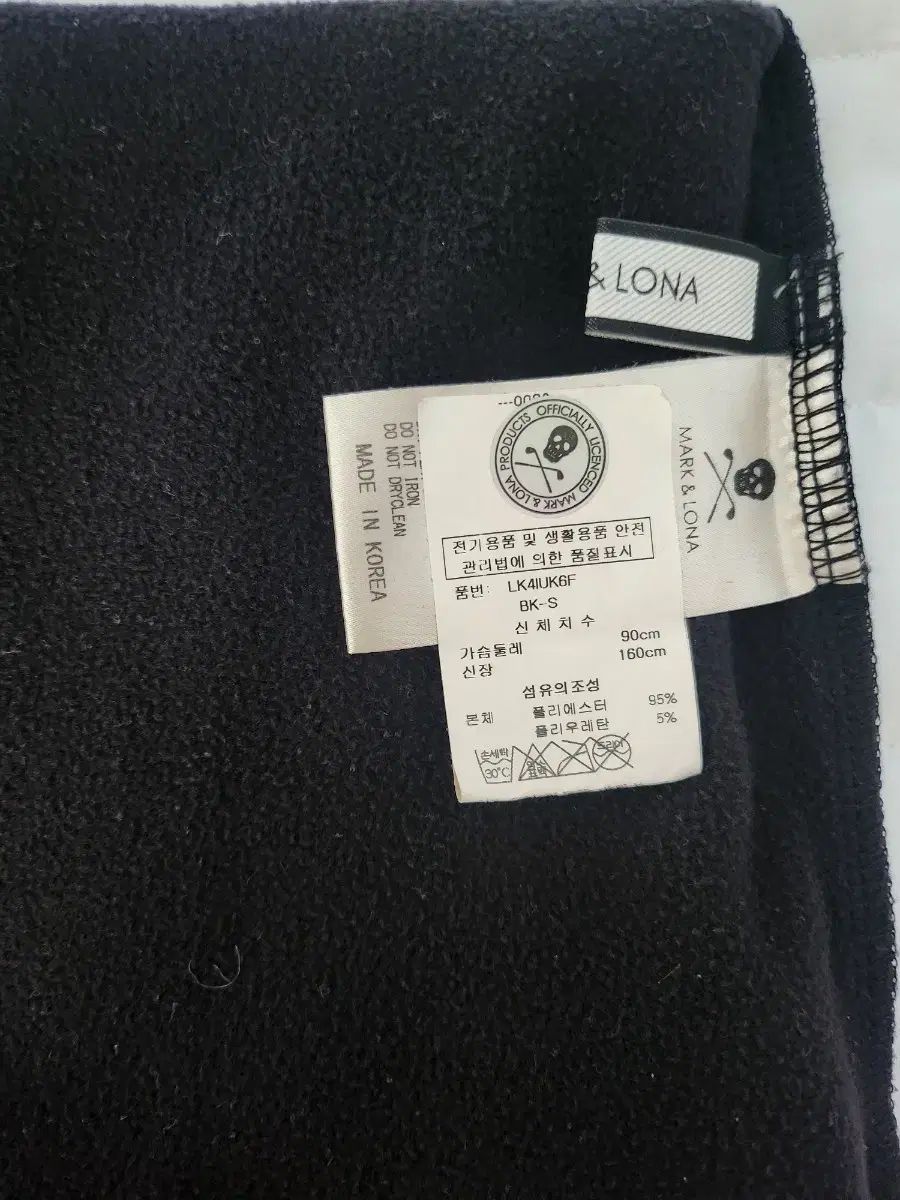 & LONA
MARK & LONA
DO NOT IRON
DO NOT DRYCLEAN
MADE IN KOREA
PRODUCTS OFFICIALLY LICENCED MARK & LONA
전기용품 및 생활용품 안전
관리법에 의한 품질표시
품번: LK4IUK6F
BK-S
신 체 치 수
가슴둘레 90cm
신장 160cm
섬유의조성
본체 폴리에스터 95%
폴리우레탄 5%
손세탁
30°C
드라이